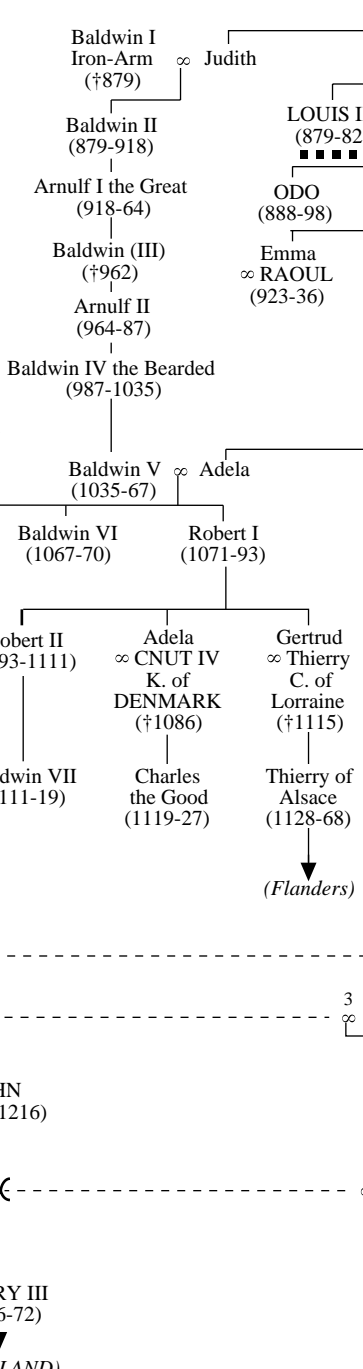 Baldwin I
Iron-Arm
(†879)
∞ Judith
Baldwin II
(879-918)
LOUIS I
(879-82
Arnulf I the Great
(918-64)
ODO
(888-98)
Baldwin (III)
(†962)
Emma
∞ RAOUL
(923-36)
Arnulf II
(964-87)
Baldwin IV the Bearded
(987-1035)
Baldwin V ∞ Adela
(1035-67)
Baldwin VI
(1067-70)
Robert I
(1071-93)
obert II
93-1111)
Adela
∞ CNUT IV
K. of
DENMARK
(†1086)
Gertrud
∞ Thierry
C. of
Lorraine
(†1115)
dwin VII
111-19)
Charles
the Good
(1119-27)
Thierry of
Alsace
(1128-68)
(Flanders)
3
∞
HN
1216)
RY III
6-72)
LAND)